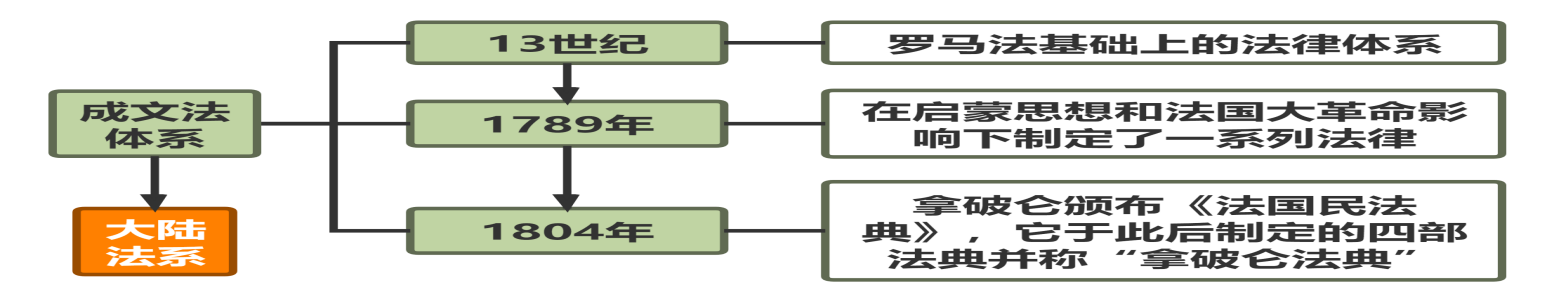 成文法
体系
大陆
法系
13世纪
罗马法基础上的法律体系
1789年
在启蒙思想和法国大革命影
响下制定了一系列法律
1804年
拿破仑颁布《法国民法
典》，它于此后制定的四部
法典并称“拿破仑法典”